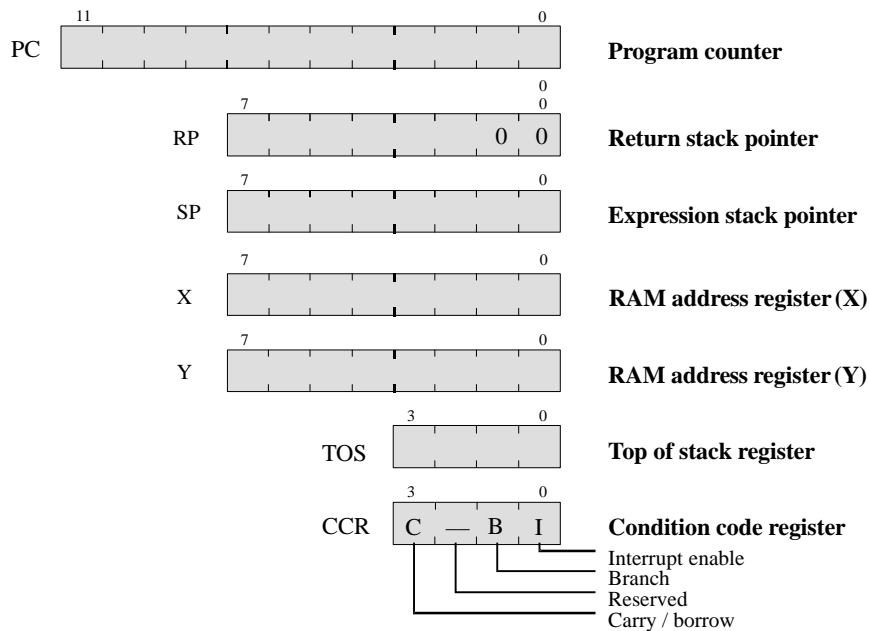 11 0
PC Program counter
0
7 0
RP 0 0 Return stack pointer
7 0
SP Expression stack pointer
7 0
X RAM address register (X)
7 0
Y RAM address register (Y)
3 0
TOS Top of stack register
3 0
CCR C — B I Condition code register
Interrupt enable
Branch
Reserved
Carry / borrow